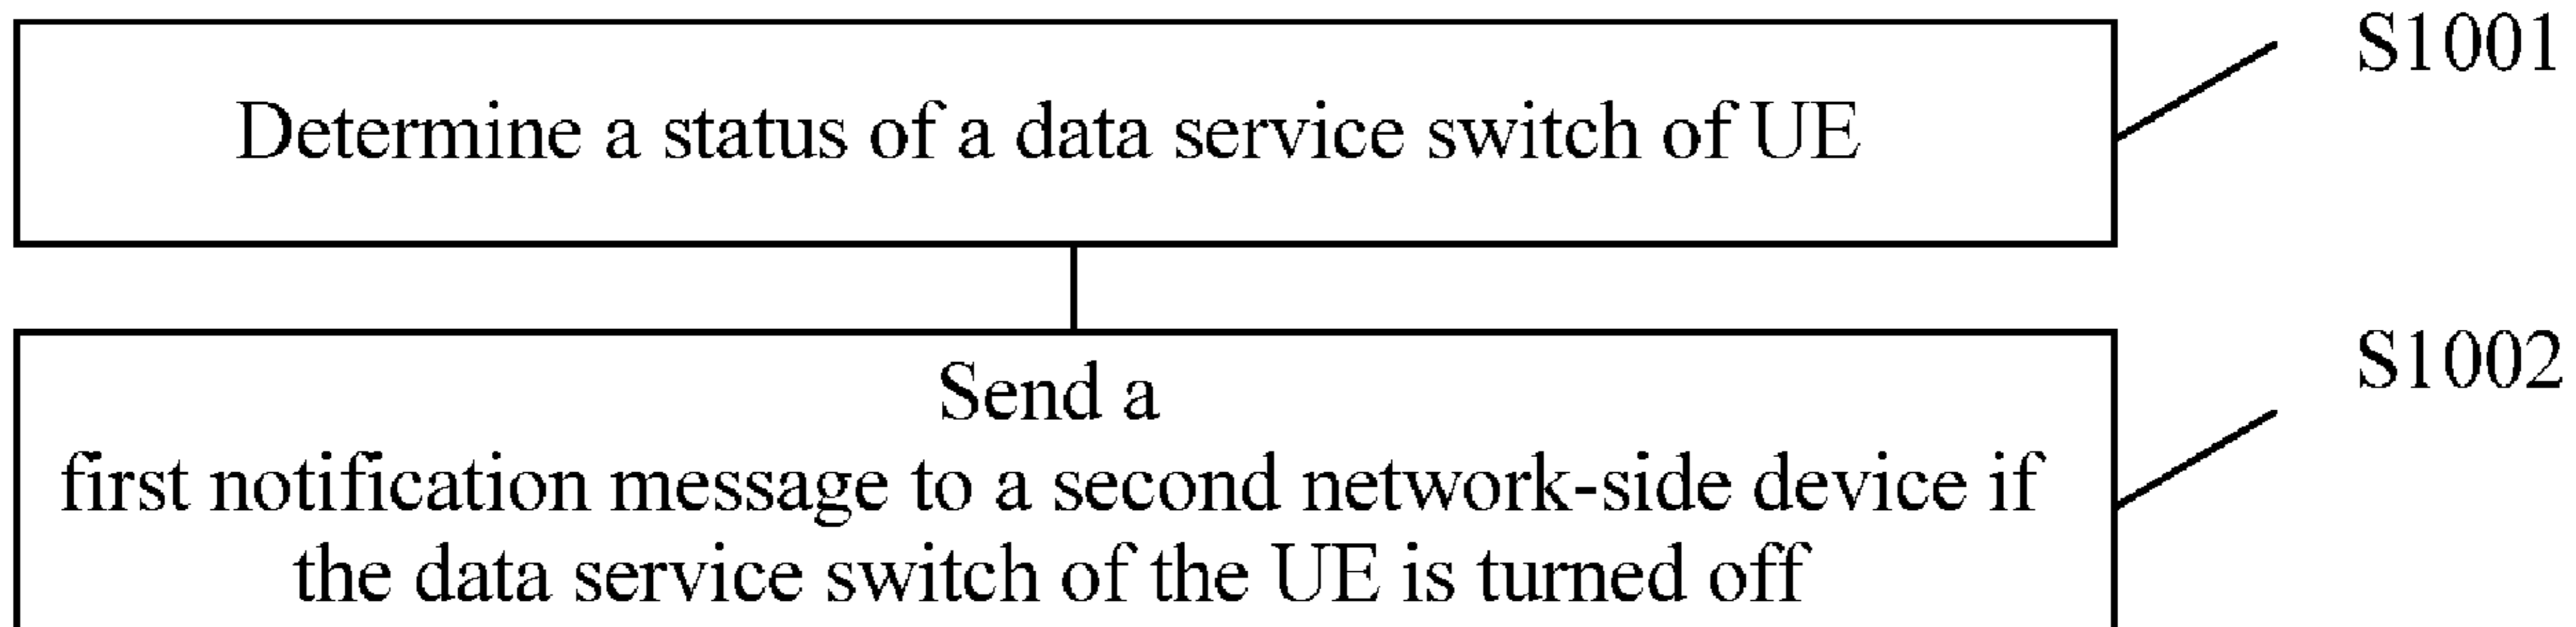 S1001
Determine a status of a data service switch of UE
S1002
Send a
first notification message to a second network-side device if
the data service switch of the UE is turned off